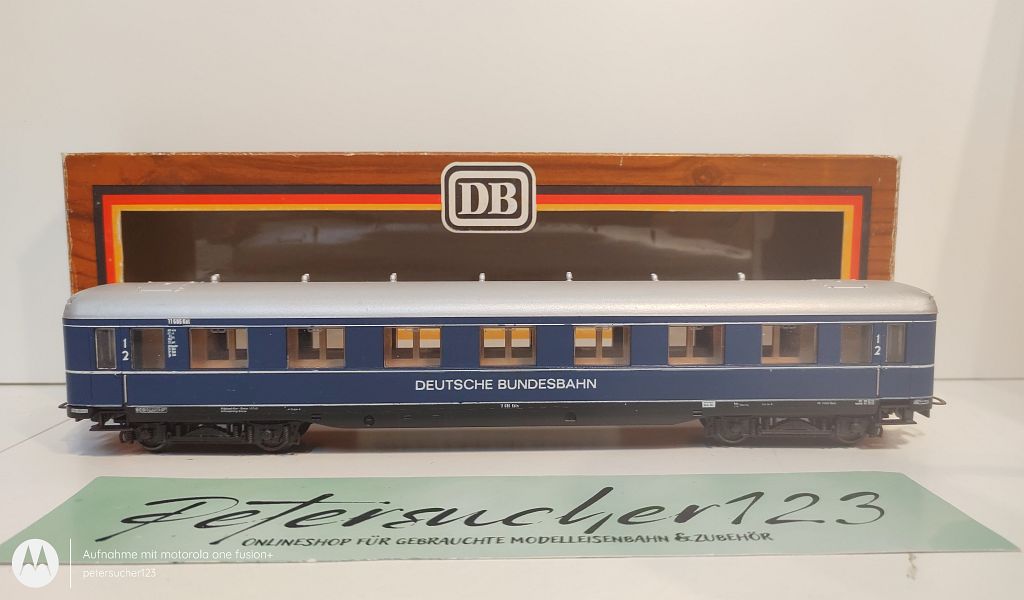 DB
1
2
1
2
DEUTSCHE BUNDESBAHN
Petersucher123
ONLINESHOP FÜR GEBRAUCHTE MODELLEISENBAHN & ZUBEHÖR
Aufnahme mit motorola one fusion+
petersucher123